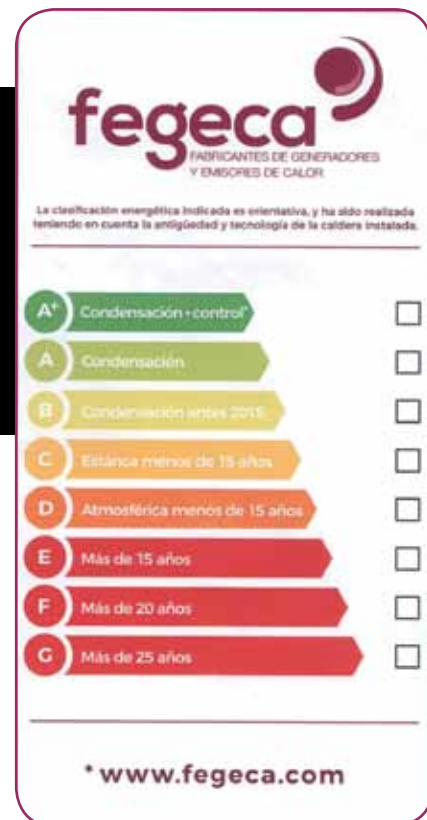 fegeca
FABRICANTES DE GENERADORES
Y EMISORES DE CALOR
La clasificación energética indicada es orientativa, y ha sido realizada
teniendo en cuenta la antigüedad y tecnología de la caldera instalada.
A+ Condensación + control*
A Condensación
B Condensación antes 2015
C Estánca menos de 15 años
D Atmosférica menos de 15 años
E Más de 15 años
F Más de 20 años
G Más de 25 años
* www.fegeca.com